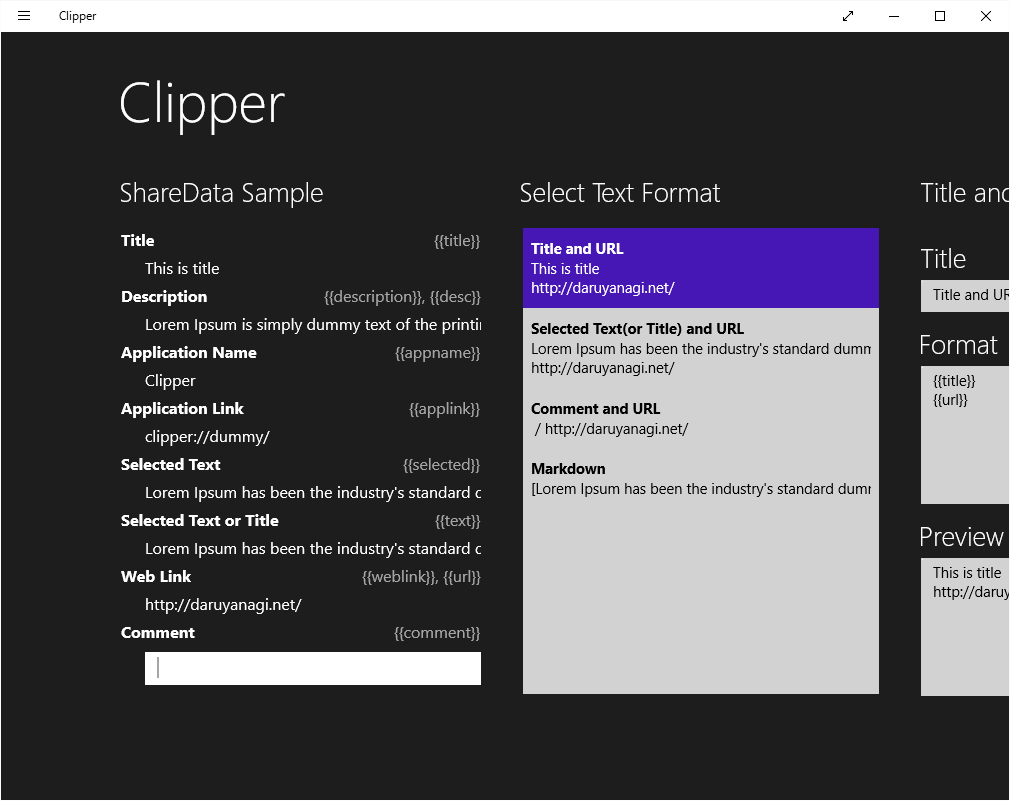 Clipper
Clipper
ShareData Sample
Title {{title}}
This is title
Description {{description}}, {{desc}}
Lorem Ipsum is simply dummy text of the printin
Application Name {{appname}}
Clipper
Application Link {{applink}}
clipper://dummy/
Selected Text {{selected}}
Lorem Ipsum has been the industry's standard d
Selected Text or Title {{text}}
Lorem Ipsum has been the industry's standard d
Web Link {{weblink}}, {{url}}
http://daruyanagi.net/
Comment {{comment}}
Select Text Format
Title and URL
This is title
http://daruyanagi.net/
Selected Text(or Title) and URL
Lorem Ipsum has been the industry's standard dumm
http://daruyanagi.net/
Comment and URL
/ http://daruyanagi.net/
Markdown
[Lorem Ipsum has been the industry's standard dumm
Title and
Title
Title and UR
Format
{{title}}
{{url}}
Preview
This is title
http://daruy